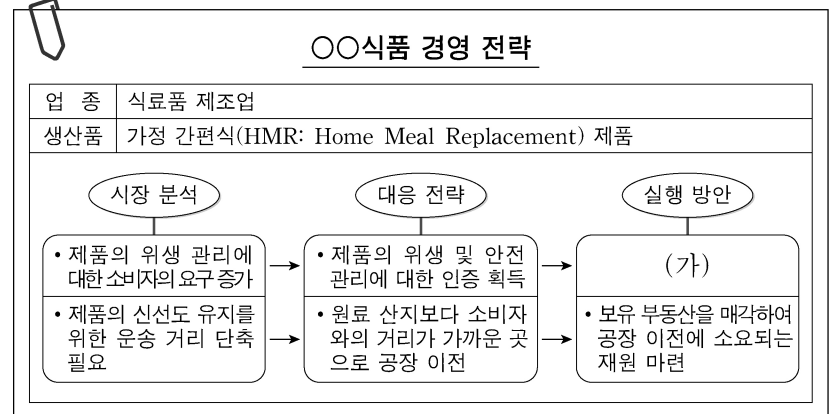 ○○식품 경영 전략
업 종 식료품 제조업
생산품 가정 간편식(HMR: Home Meal Replacement) 제품
시장 분석
대응 전략
실행 방안
• 제품의 위생 관리에
대한 소비자의 요구 증가
• 제품의 위생 및 안전
관리에 대한 인증 획득
(가)
• 제품의 신선도 유지를
위한 운송 거리 단축
필요
• 원료 산지보다 소비자
와의 거리가 가까운 곳
으로 공장 이전
• 보유 부동산을 매각하여
공장 이전에 소요되는
재원 마련